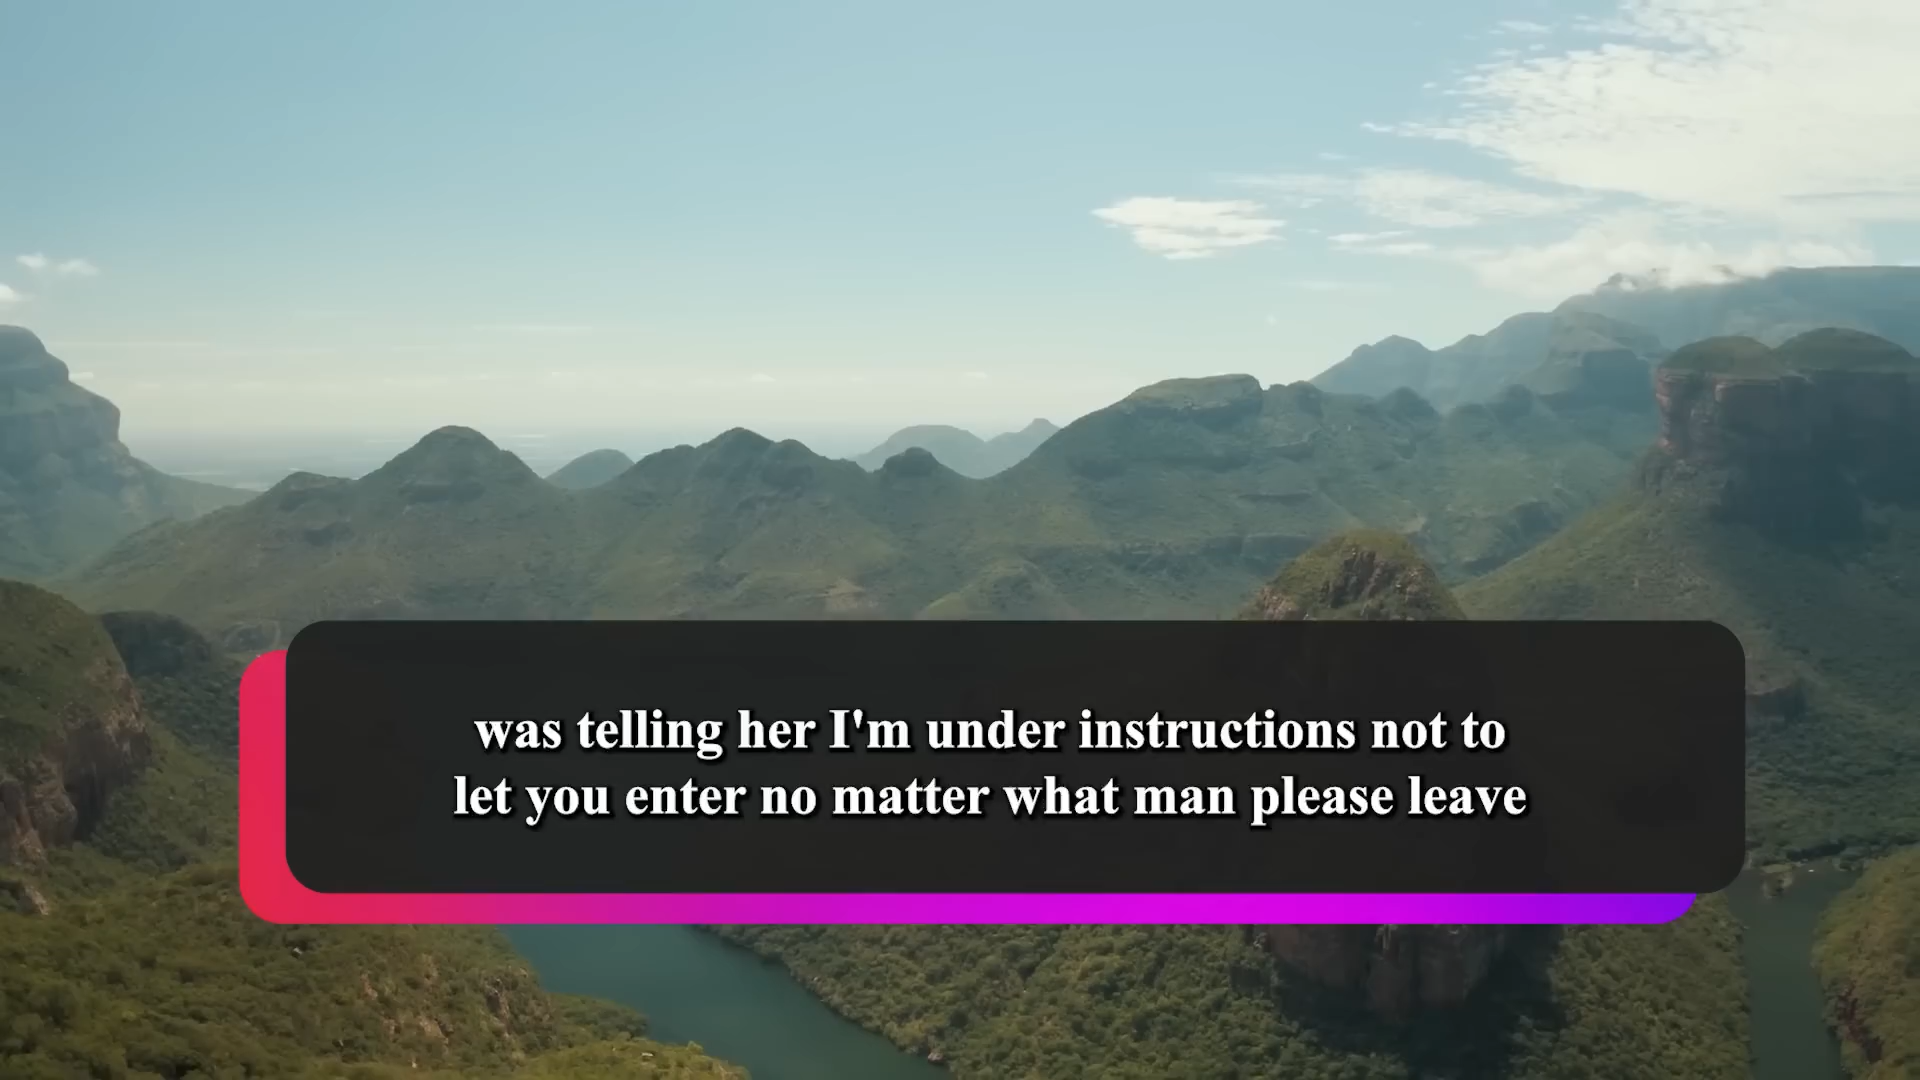 was telling her I'm under instructions not to
let you enter no matter what man please leave